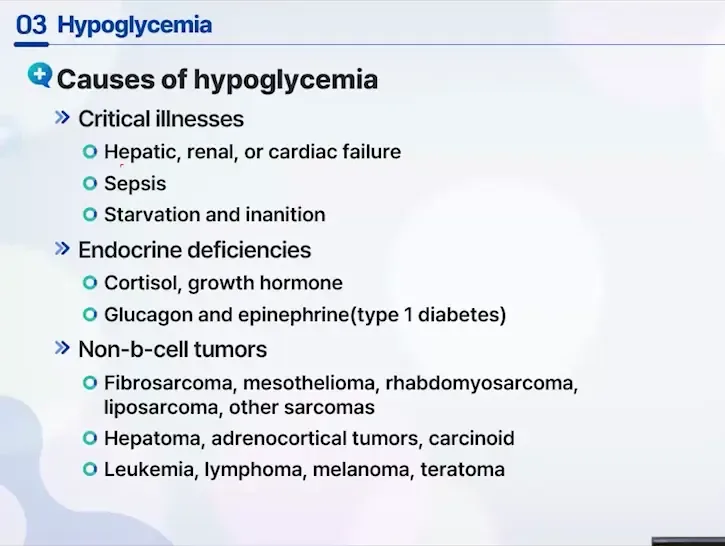 03 Hypoglycemia
Causes of hypoglycemia
Critical illnesses
Hepatic, renal, or cardiac failure
Sepsis
Starvation and inanition
Endocrine deficiencies
Cortisol, growth hormone
Glucagon and epinephrine(type 1 diabetes)
Non-b-cell tumors
Fibrosarcoma, mesothelioma, rhabdomyosarcoma,
liposarcoma, other sarcomas
Hepatoma, adrenocortical tumors, carcinoid
Leukemia, lymphoma, melanoma, teratoma